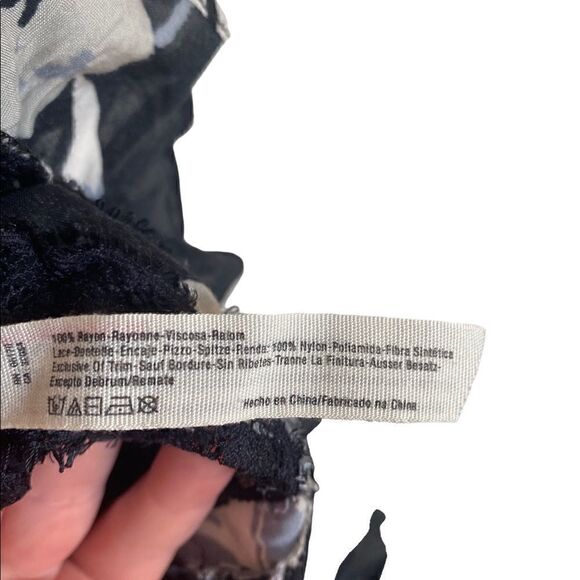 100% Rayon-Rayonne-Viscosa-Raiom
Lace-Dentelle-Encaje-Pizzo-Spitze-Renda: 100% Nylon-Poliamida-Fibra Sintética
Exclusive Of Trim-Sauf Bordure-Sin Ribetes-Tranne La Finitura-Ausser Besatz-
Excepto Debrum/Remate
Hecho en China/Fabricado na China